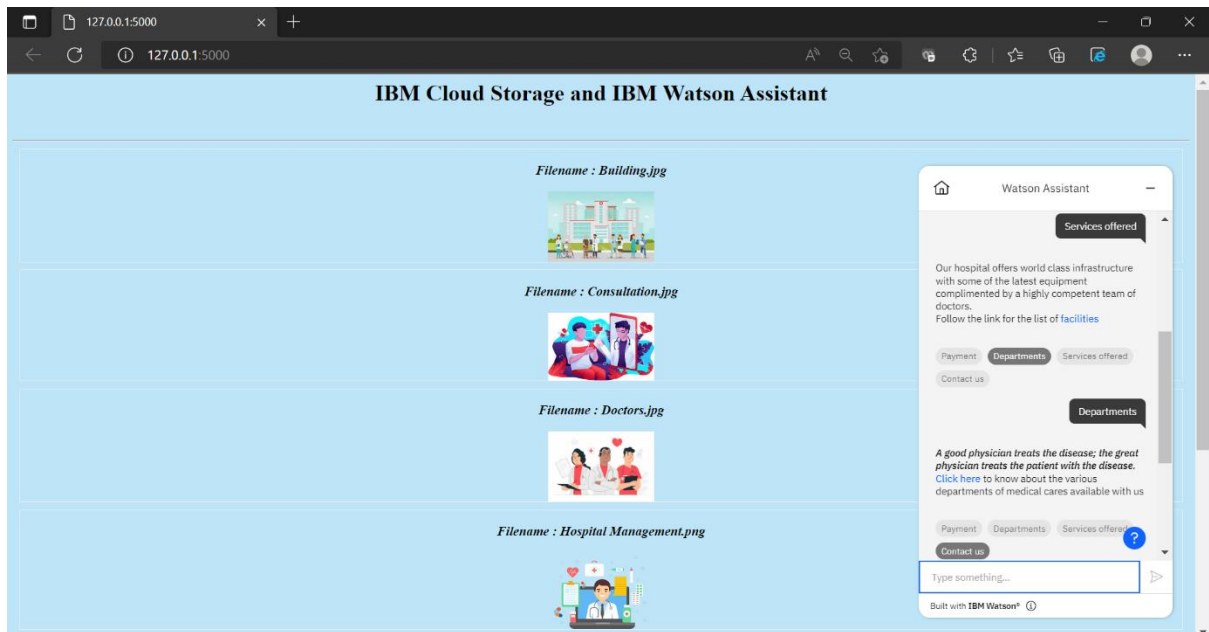 127.0.0.1:5000
127.0.0.1:5000
IBM Cloud Storage and IBM Watson Assistant
Filename : Building.jpg
Filename : Consultation.jpg
Filename : Doctors.jpg
Filename : Hospital Management.png
Watson Assistant
Services offered
Our hospital offers world class infrastructure
with some of the latest equipment
complimented by a highly competent team of
doctors.
Follow the link for the list of facilities
Payment Departments Services offered
Contact us
Departments
A good physician treats the disease; the great
physician treats the patient with the disease.
Click here to know about the various
departments of medical cares available with us
Payment Departments Services offered
?
Contact us
Type something...
Built with IBM Watson®